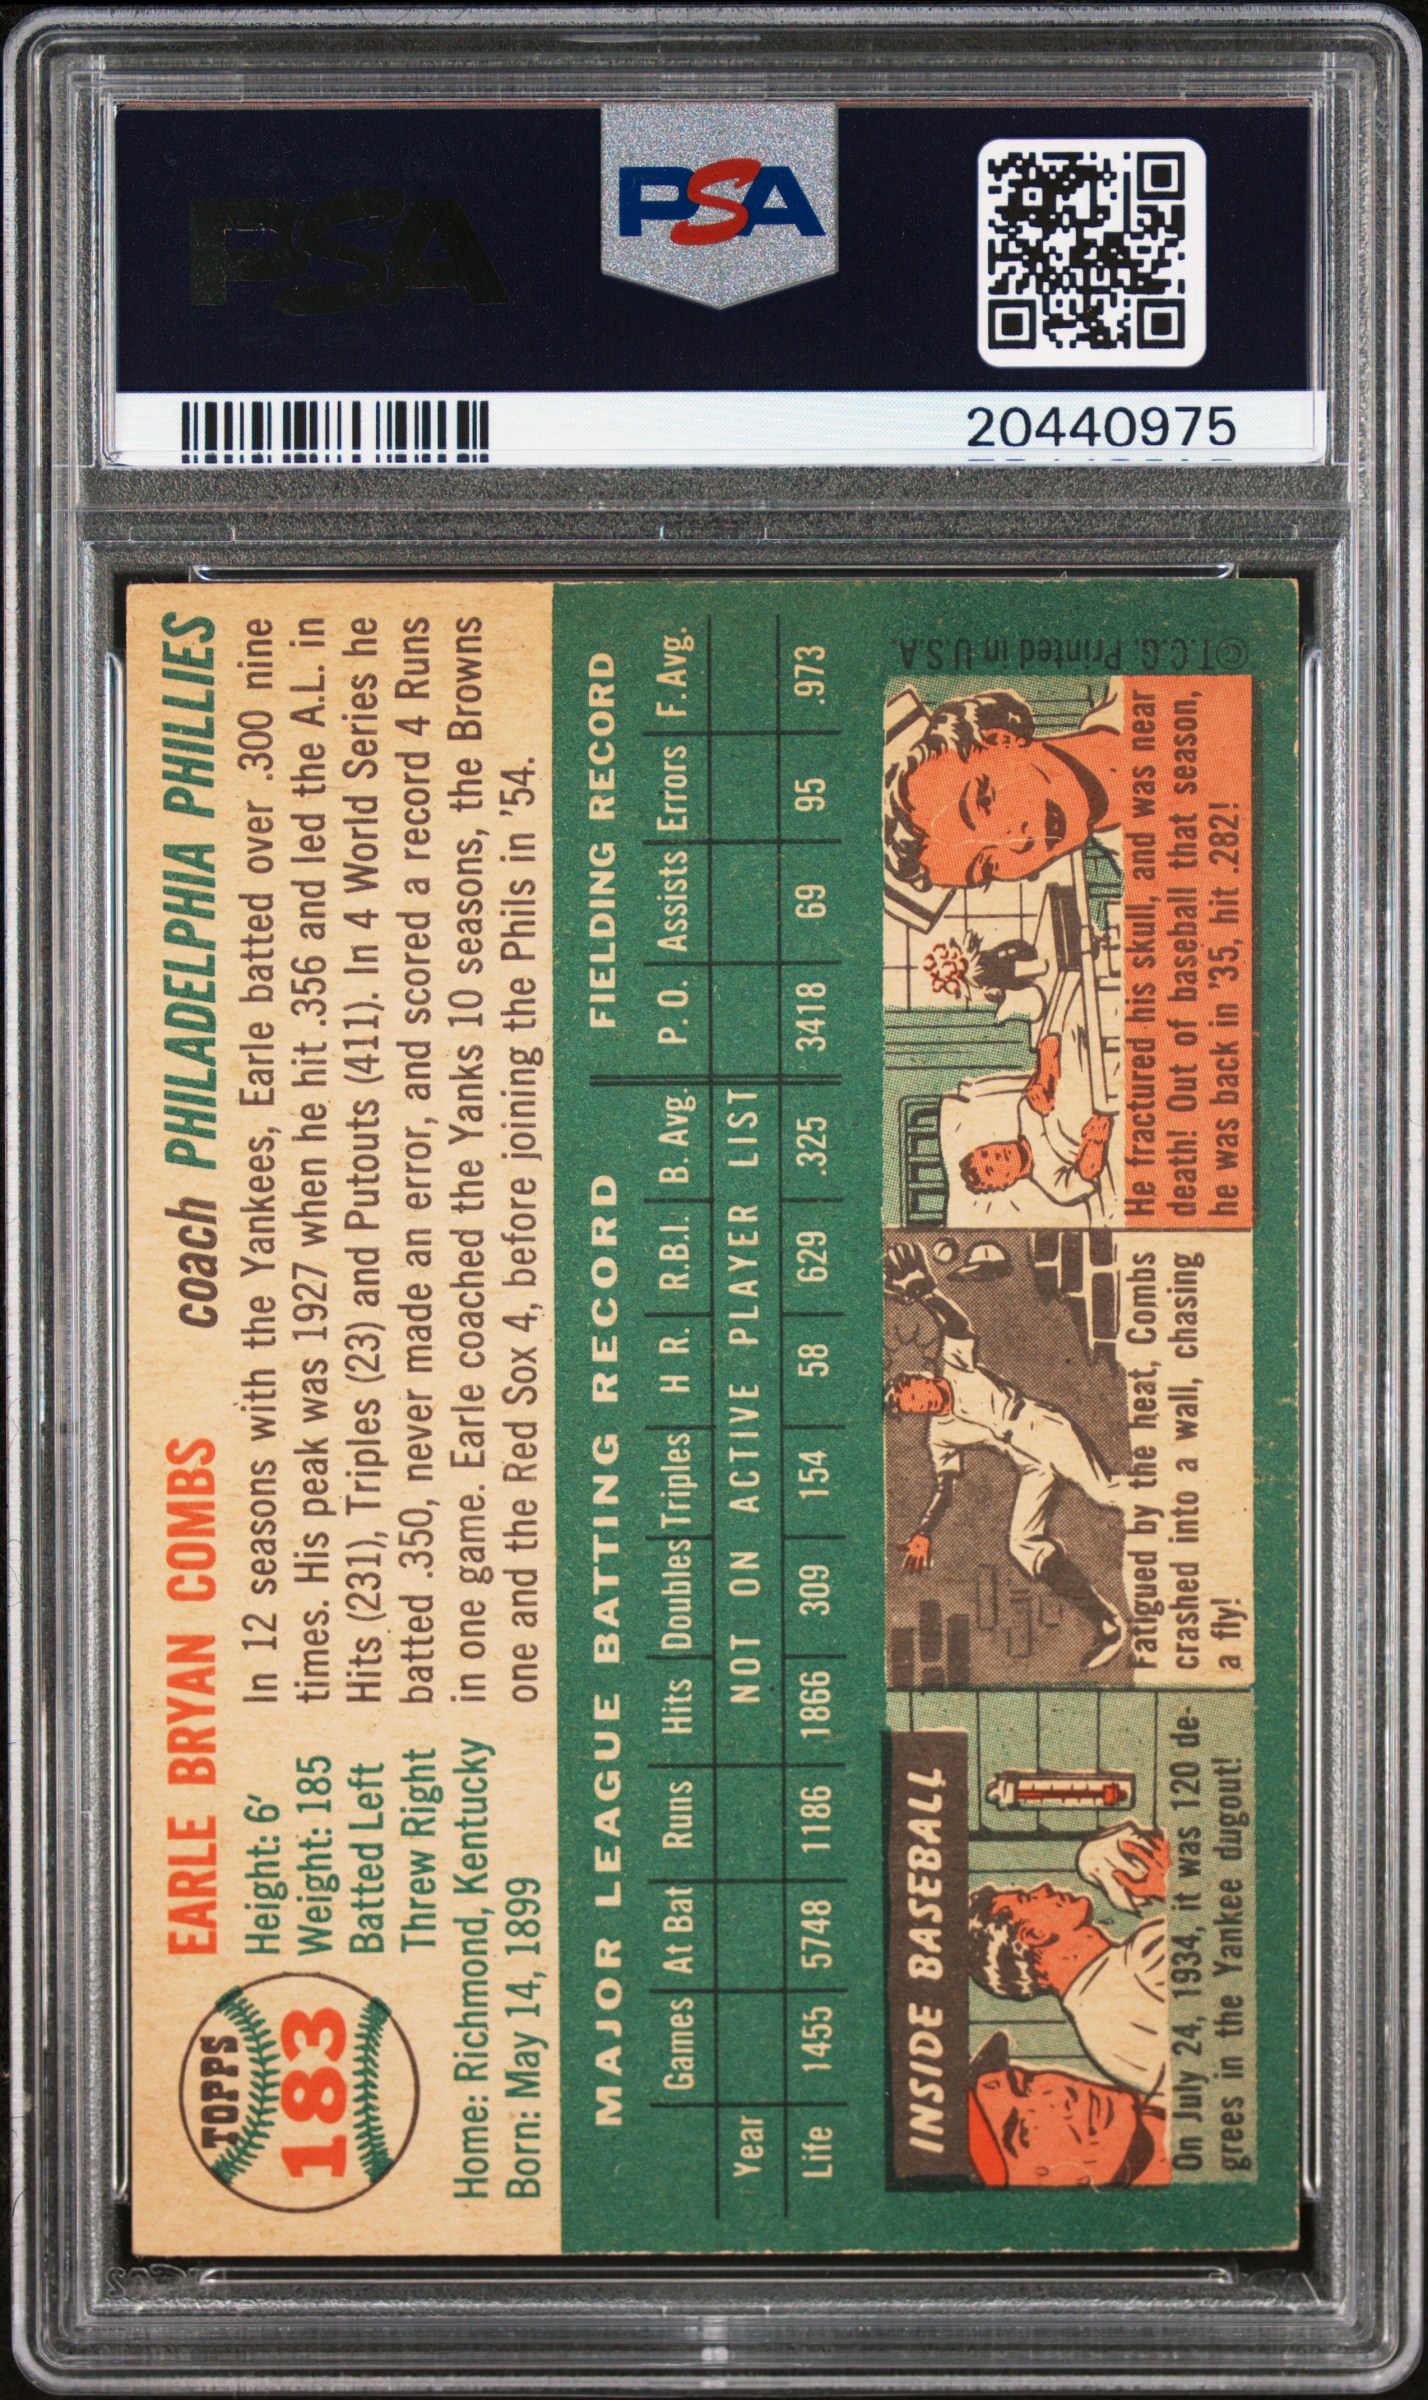 PSA
PSA
20440975
TOPPS
183
EARLE BRYAN COMBS
coach PHILADELPHIA PHILLIES
Height: 6'
Weight: 185
Batted Left
Threw Right
Home: Richmond, Kentucky
Born: May 14, 1899
In 12 seasons with the Yankees, Earle batted over .300 nine
times. His peak was 1927 when he hit .356 and led the A.L. in
Hits (231), Triples (23) and Putouts (411). In 4 World Series he
batted .350, never made an error, and scored a record 4 Runs
in one game. Earle coached the Yanks 10 seasons, the Browns
one and the Red Sox 4, before joining the Phils in '54.
MAJOR LEAGUE BATTING RECORD FIELDING RECORD
Games At Bat Runs Hits Doubles Triples H R. R.B.I. B. Avg. P. O. Assists Errors F. Avg.
Year NOT ON ACTIVE PLAYER LIST
Life 1455 5748 1186 1866 309 154 58 629 .325 3418 69 95 .973
INSIDE BASEBALL
On July 24, 1934, it was 120 de-
grees in the Yankee dugout!
Fatigued by the heat, Combs
crashed into a wall, chasing
a fly!
He fractured his skull, and was near
death! Out of baseball that season,
he was back in '35, hit .282!
©T.C.G. Printed in U.S.A.